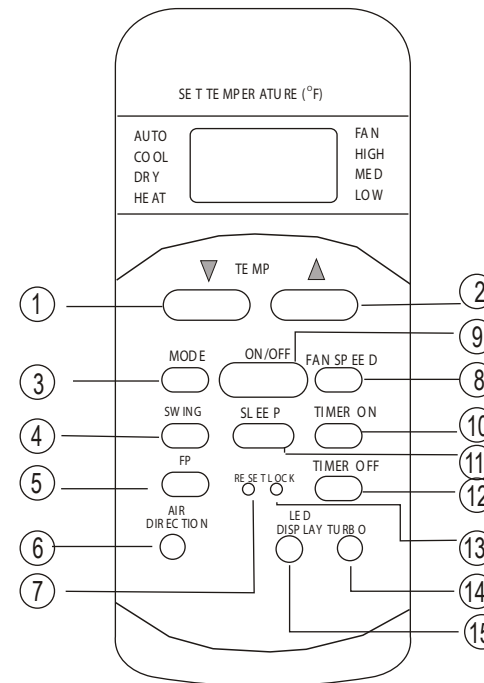 SET TEMPERATURE (°F)
AUTO
COOL
DRY
HEAT
FAN
HIGH
MED
LOW
TEMP
1
2
9
MODE
ON/OFF
FAN SPEED
3
8
SWING
SLEEP
TIMER ON
4
10
11
FP
TIMER OFF
5
RESET LOCK
12
AIR
DIRECTION
LED
DISPLAY TURBO
6
13
7
14
15